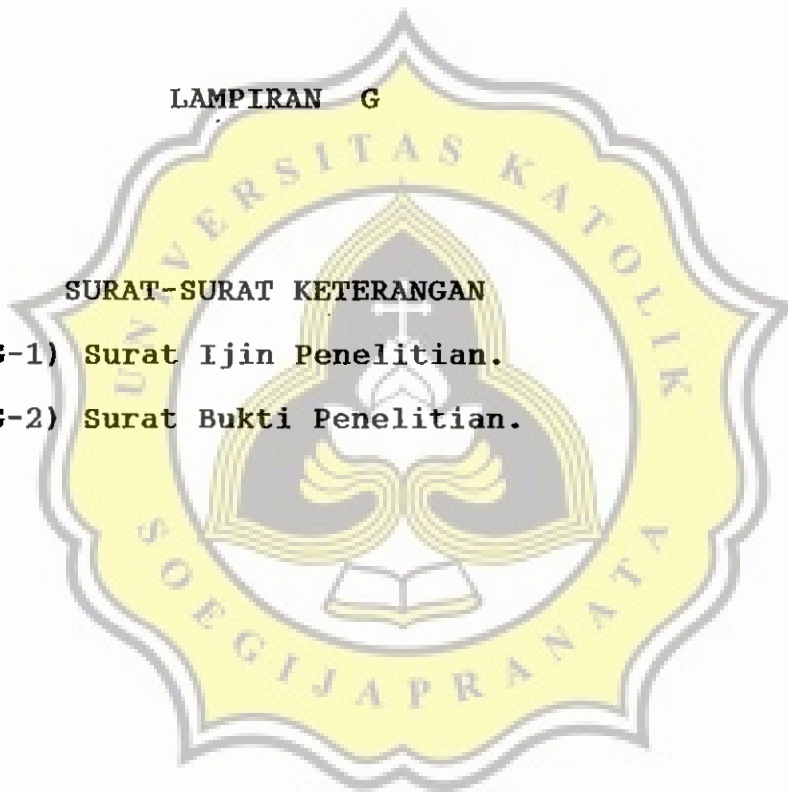 LAMPIRAN G
UNIVERSITAS KATOLIK
SURAT-SURAT KETERANGAN
G-1) Surat Ijin Penelitian.
G-2) Surat Bukti Penelitian.
SOEGIJAPRANATA